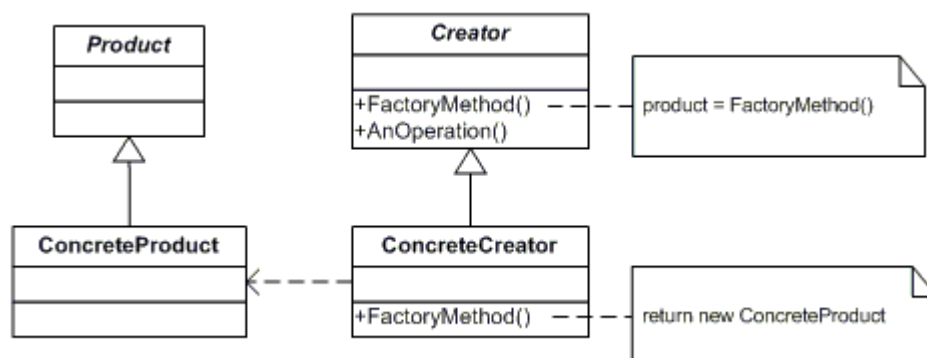 Product
Creator
+FactoryMethod()
+AnOperation()
product = FactoryMethod()
ConcreteProduct
ConcreteCreator
+FactoryMethod()
return new ConcreteProduct